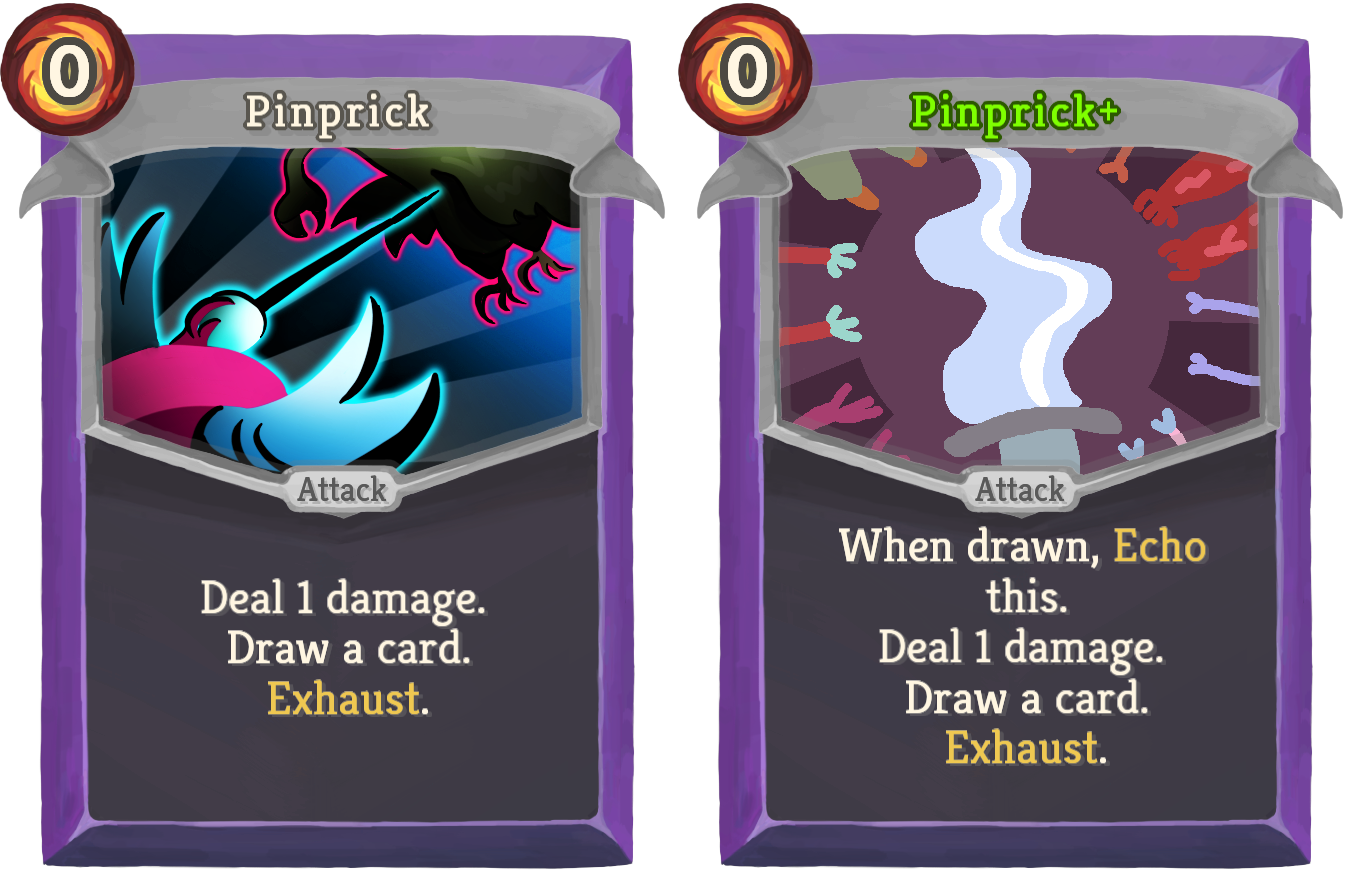 0
Pinprick
Attack
Deal 1 damage.
Draw a card.
Exhaust.
0
Pinprick+
Attack
When drawn, Echo
this.
Deal 1 damage.
Draw a card.
Exhaust.